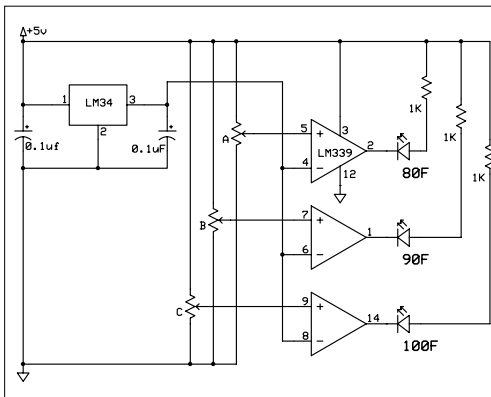 +5v
1
LM34
3
2
+
0.1uf
+
0.1uF
A
5
+
3
LM339
2
4
-
12
80F
1K
1K
1K
B
7
+
1
6
-
90F
C
9
+
14
8
-
100F